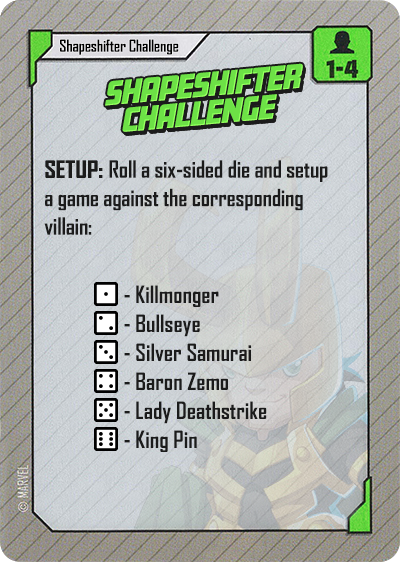 Shapeshifter Challenge
1-4
SHAPESHIFTER
CHALLENGE
SETUP: Roll a six-sided die and setup
a game against the corresponding
villain:
- Killmonger
- Bullseye
- Silver Samurai
- Baron Zemo
- Lady Deathstrike
- King Pin
© MARVEL